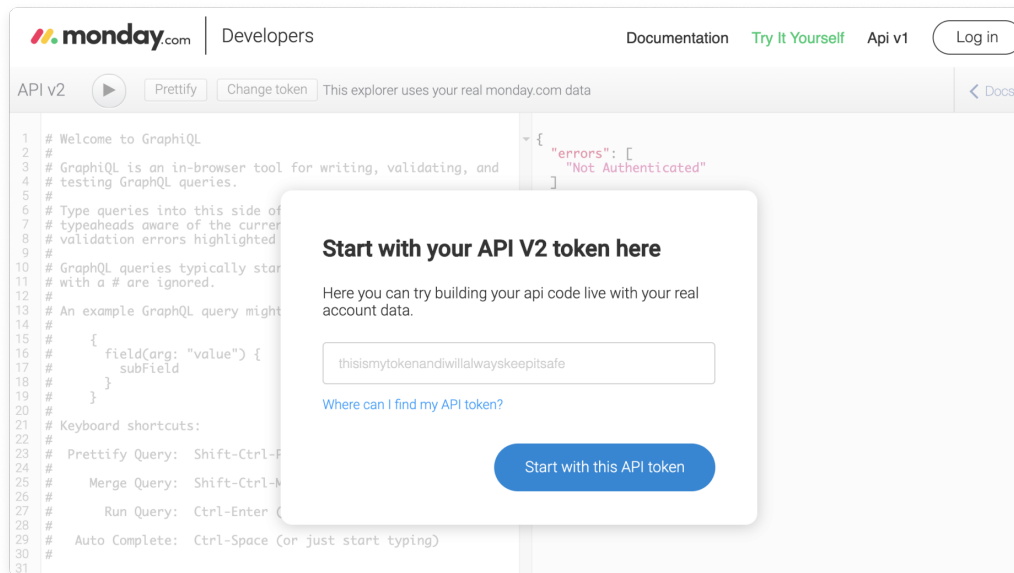 monday.com
Developers
Documentation
Try It Yourself
Api v1
Log in
API v2
Prettify
Change token
This explorer uses your real monday.com data
Docs
1 # Welcome to GraphiQL
2 #
3 # GraphiQL is an in-browser tool for writing, validating, and
4 # testing GraphQL queries.
5 #
6 # Type queries into this side of
7 # typeaheads aware of the curren
8 # validation errors highlighted
9 #
10 # GraphQL queries typically star
11 # with a # are ignored.
12 #
13 # An example GraphQL query might
14 #
15 #     {
16 #       field(arg: "value") {
17 #         subField
18 #       }
19 #     }
20 #
21 # Keyboard shortcuts:
22 #
23 #  Prettify Query:  Shift-Ctrl-P
24 #
25 #     Merge Query:  Shift-Ctrl-M
26 #
27 #       Run Query:  Ctrl-Enter (
28 #
29 #   Auto Complete:  Ctrl-Space (or just start typing)
30 #
31
{
"errors": [
"Not Authenticated"
]
Start with your API V2 token here
Here you can try building your api code live with your real
account data.
thisismytokenandiwillalwayskeepitsafe
Where can I find my API token?
Start with this API token